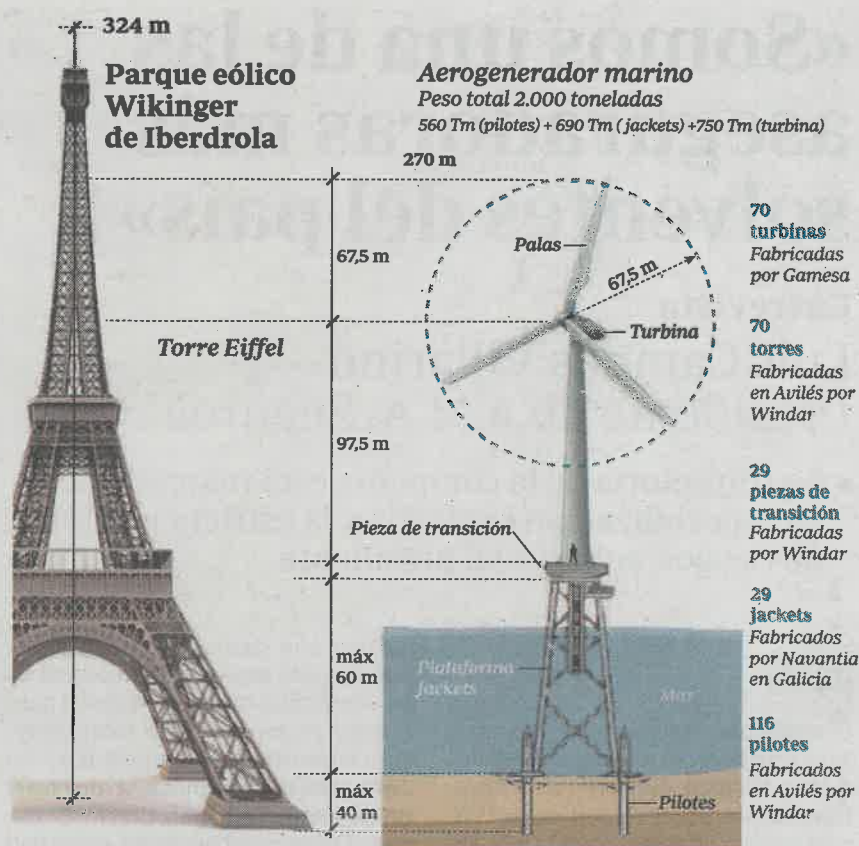 324 m
Parque eólico
Wikinger
de Iberdrola
Aerogenerador marino
Peso total 2.000 toneladas
560 Tm (pilotes) + 690 Tm ( jackets) +750 Tm (turbina)
270 m
67,5 m
97,5 m
máx
60 m
máx
40 m
Torre Eiffel
Palas
67,5 m
Turbina
Pieza de transición
Plataforma
Jackets
Mar
Pilotes
70
turbinas
Fabricadas
por Gamesa
70
torres
Fabricadas
en Avilés por
Windar
29
piezas de
transición
Fabricadas
por Windar
29
jackets
Fabricados
por Navantia
en Galicia
116
pilotes
Fabricados
en Avilés por
Windar